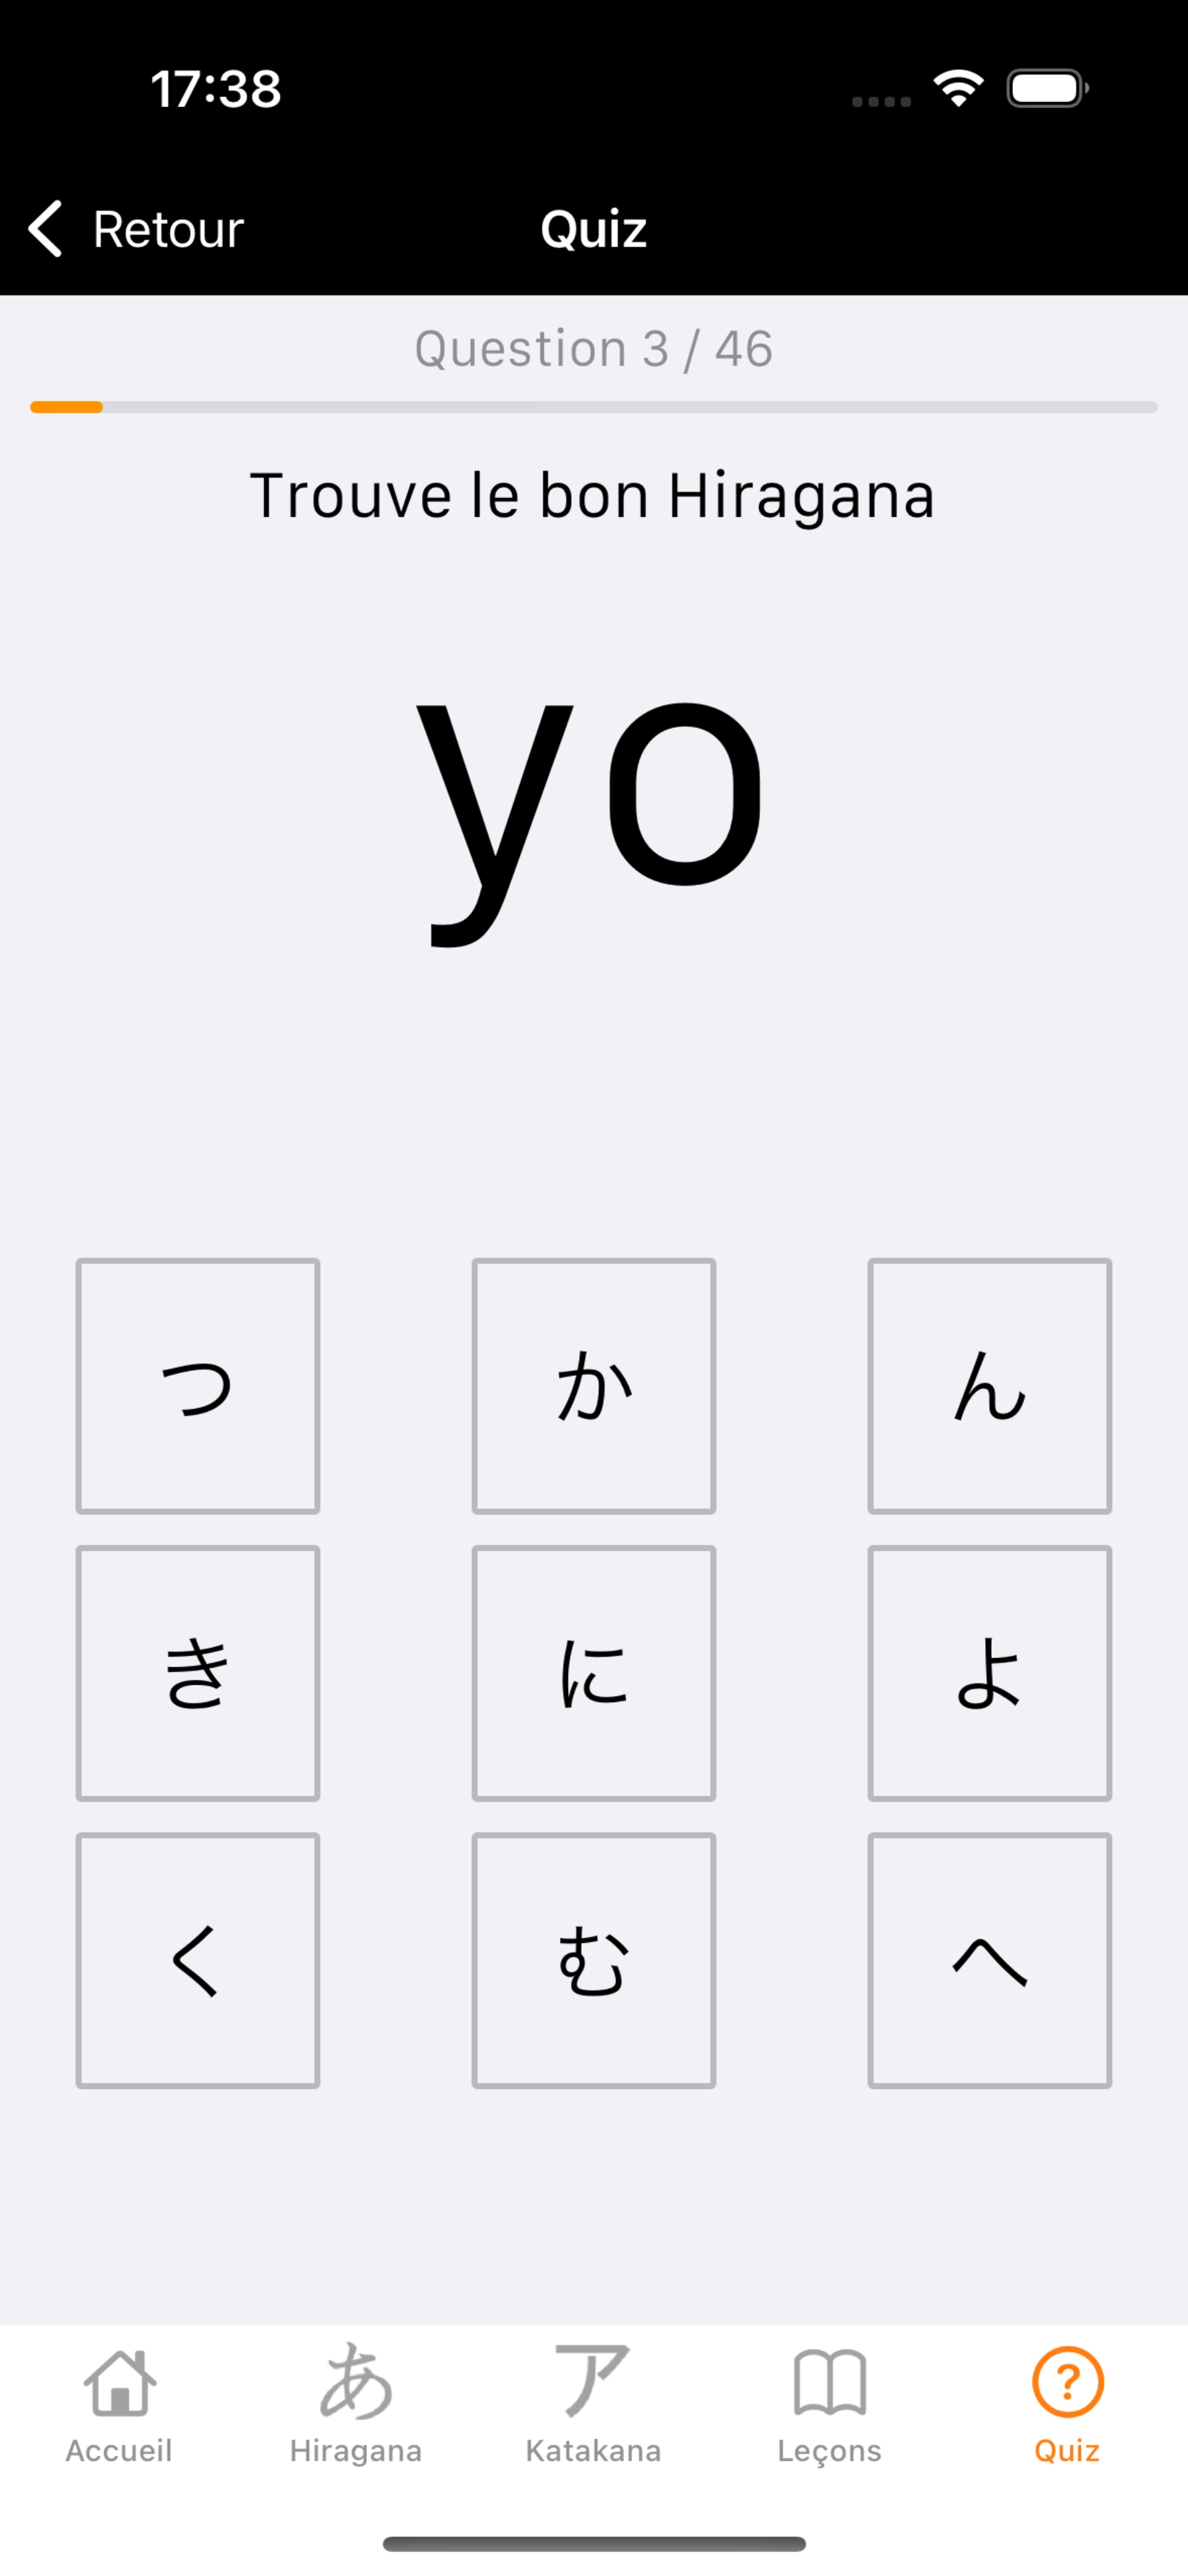 17:38
Retour
Quiz
Question 3 / 46
Trouve le bon Hiragana
yo
つ か ん
き に よ
く む へ
あ ア ?
Accueil Hiragana Katakana Leçons Quiz